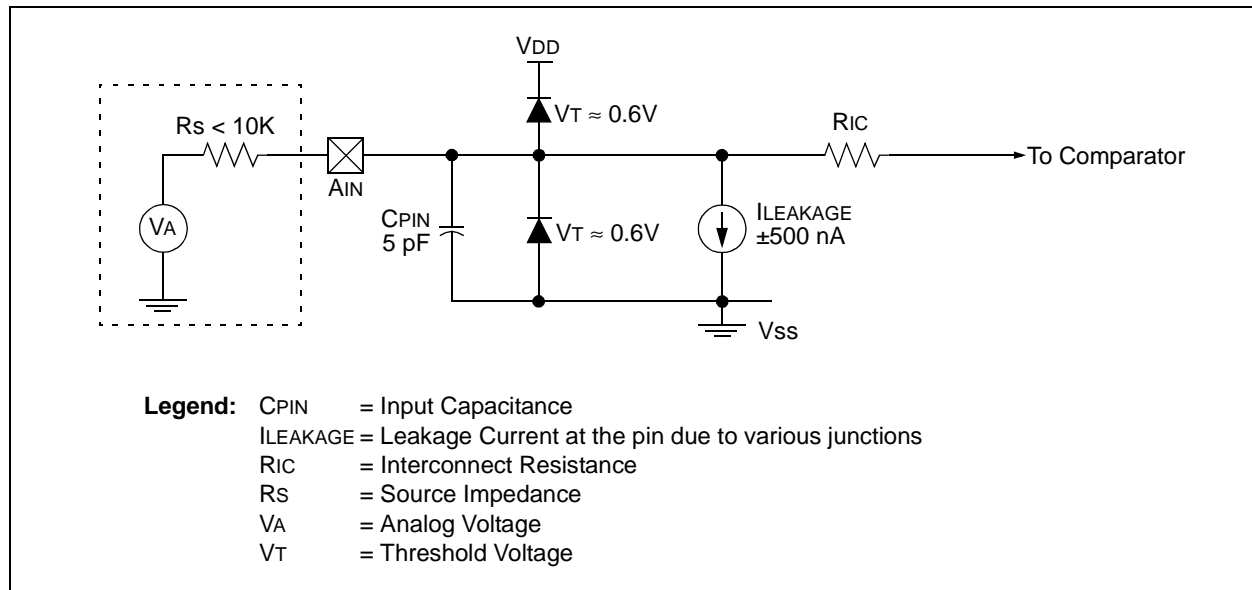 VDD
VT ≈ 0.6V
RS < 10K
RIC
To Comparator
AIN
VA
CPIN
5 pF
VT ≈ 0.6V
ILEAKAGE
±500 nA
VSS
Legend: CPIN = Input Capacitance
ILEAKAGE = Leakage Current at the pin due to various junctions
RIC = Interconnect Resistance
RS = Source Impedance
VA = Analog Voltage
VT = Threshold Voltage